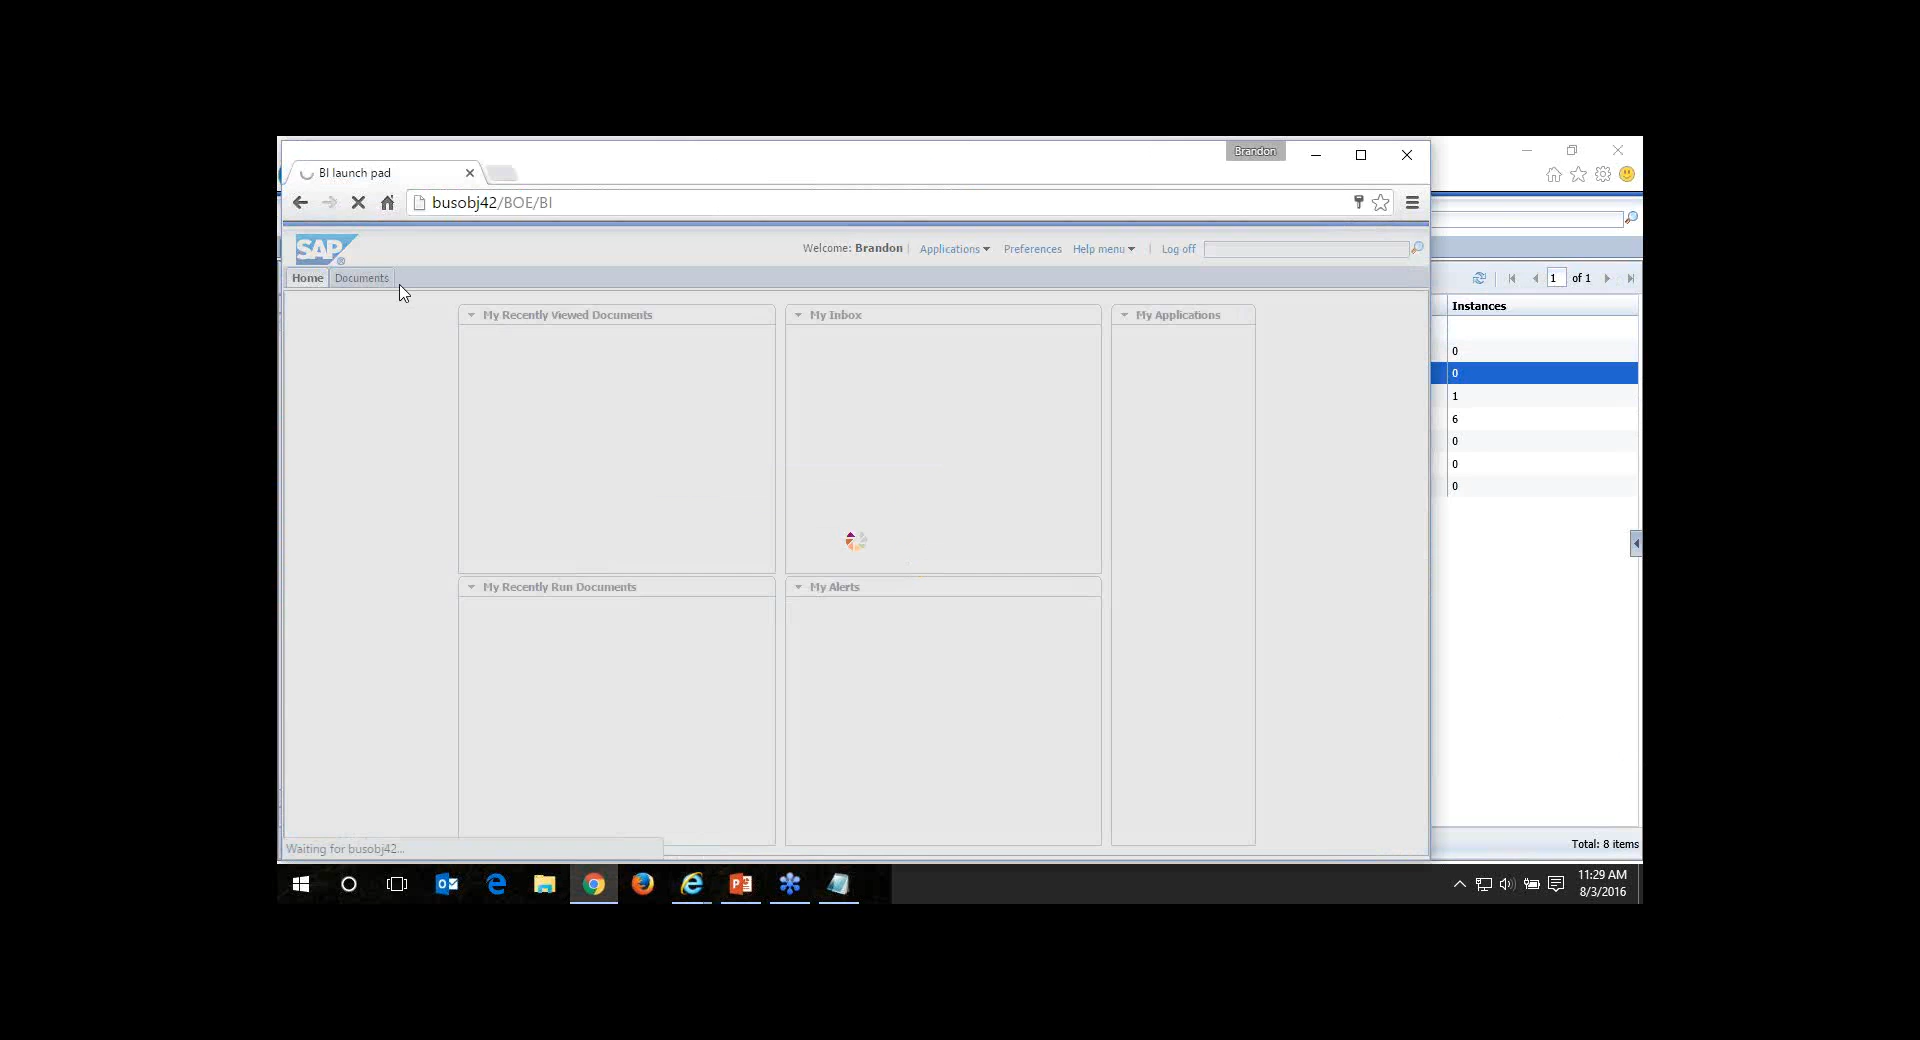 Brandon
BI launch pad
busobj42/BOE/BI
SAP®
Welcome: Brandon Applications Preferences Help menu Log off
Home Documents
1 of 1
Instances
My Recently Viewed Documents My Inbox My Applications
0
0
1
6
0
0
0
My Recently Run Documents My Alerts
Total: 8 items
Waiting for busobj42...
11:29 AM
8/3/2016